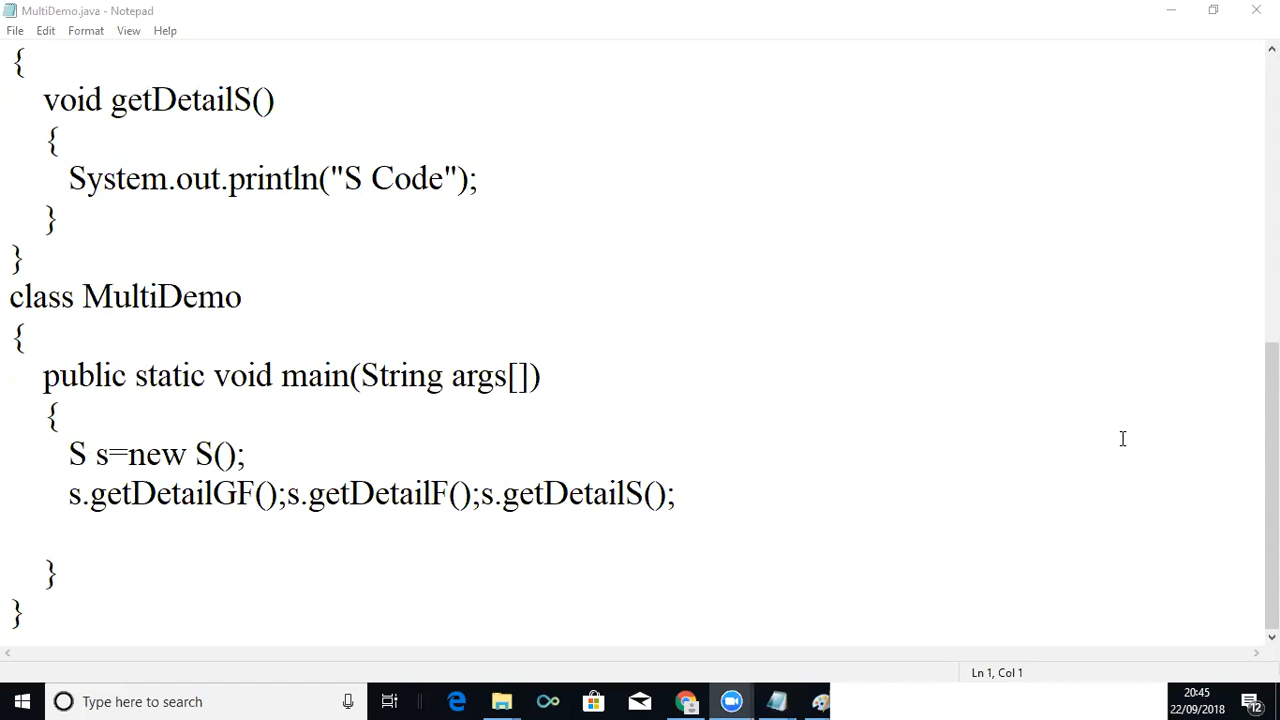 MultiDemo.java - Notepad
File Edit Format View Help
{
void getDetailS()
{
System.out.println("S Code");
}
}
class MultiDemo
{
public static void main(String args[])
{
S s=new S();
s.getDetailGF();s.getDetailF();s.getDetailS();
}
}
Ln 1, Col 1
Type here to search
20:45
22/09/2018
12